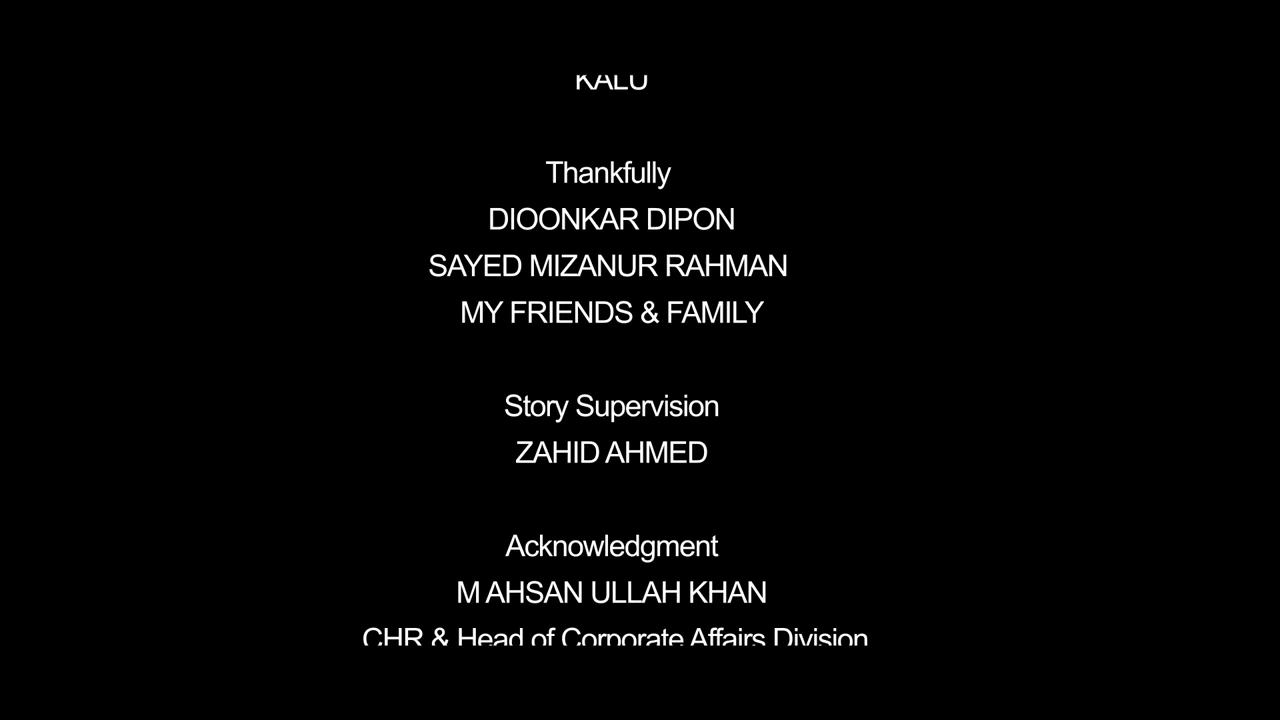 KALU
Thankfully
DIOONKAR DIPON
SAYED MIZANUR RAHMAN
MY FRIENDS & FAMILY
Story Supervision
ZAHID AHMED
Acknowledgment
M AHSAN ULLAH KHAN
CHR & Head of Corporate Affairs Division